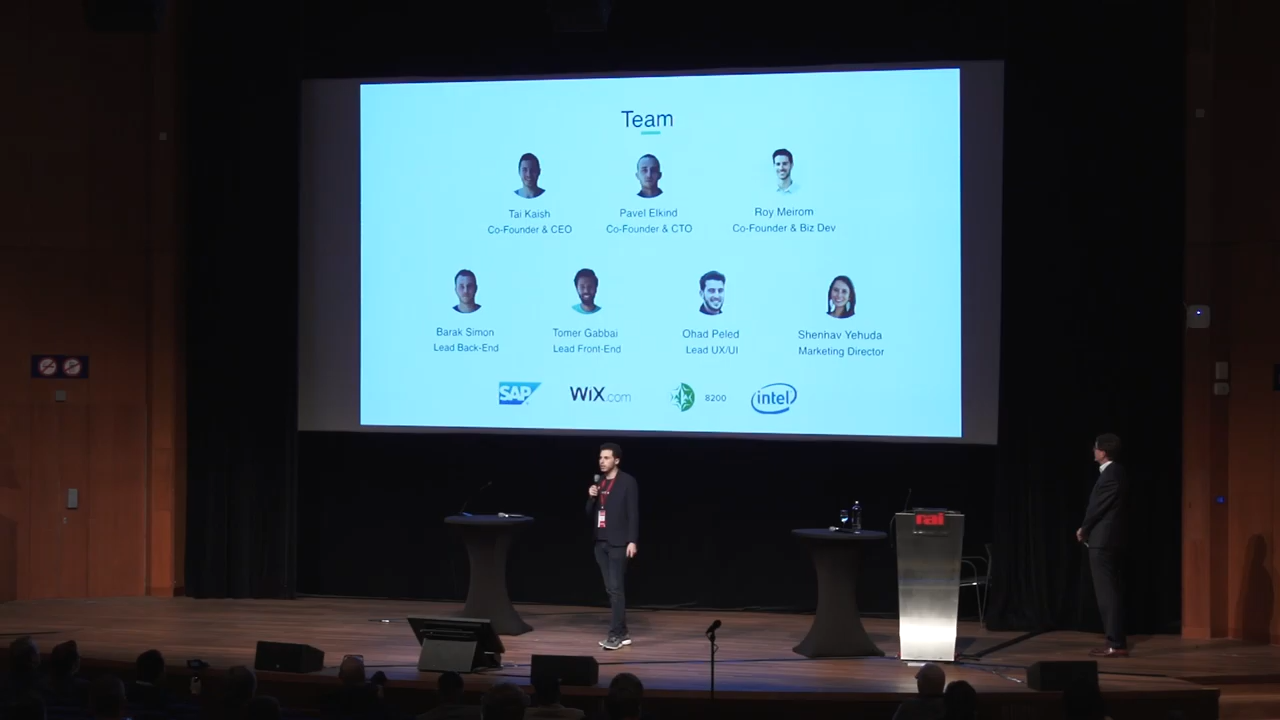 Team
Tai Kaish
Co-Founder & CEO
Pavel Elkind
Co-Founder & CTO
Roy Meirom
Co-Founder & Biz Dev
Barak Simon
Lead Back-End
Tomer Gabbai
Lead Front-End
Ohad Peled
Lead UX/UI
Shenhav Yehuda
Marketing Director
SAP
WiX.com
8200
intel
rai